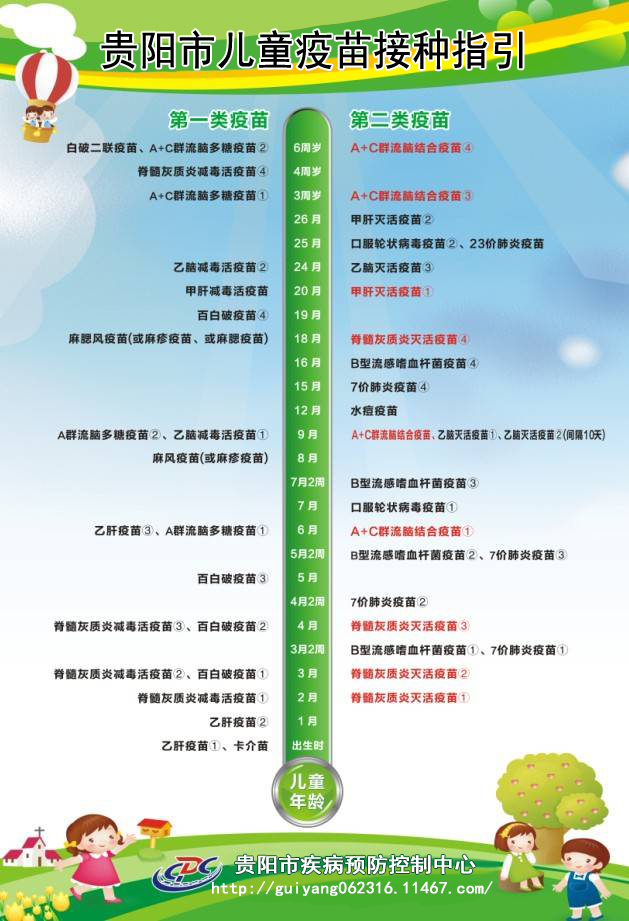 贵阳市儿童疫苗接种指引
第一类疫苗 第二类疫苗
白破二联疫苗、A+C群流脑多糖疫苗② 6周岁 A+C群流脑结合疫苗④
脊髓灰质炎减毒活疫苗④ 4周岁
A+C群流脑多糖疫苗① 3周岁 A+C群流脑结合疫苗③
26月 甲肝灭活疫苗②
25月 口服轮状病毒疫苗②、23价肺炎疫苗
乙脑减毒活疫苗② 24月 乙脑灭活疫苗③
甲肝减毒活疫苗 20月 甲肝灭活疫苗①
百白破疫苗④ 19月
麻腮风疫苗(或麻疹疫苗、或麻腮疫苗) 18月 脊髓灰质炎灭活疫苗④
16月 B型流感嗜血杆菌疫苗④
15月 7价肺炎疫苗④
12月 水痘疫苗
A群流脑多糖疫苗②、乙脑减毒活疫苗① 9月 A+C群流脑结合疫苗、乙脑灭活疫苗①、乙脑灭活疫苗②(间隔10天)
麻风疫苗(或麻疹疫苗) 8月
7月2周 B型流感嗜血杆菌疫苗③
7月 口服轮状病毒疫苗①
乙肝疫苗③、A群流脑多糖疫苗① 6月 A+C群流脑结合疫苗①
5月2周 B型流感嗜血杆菌疫苗②、7价肺炎疫苗③
百白破疫苗③ 5月
4月2周 7价肺炎疫苗②
脊髓灰质炎减毒活疫苗③、百白破疫苗② 4月 脊髓灰质炎灭活疫苗③
3月2周 B型流感嗜血杆菌疫苗①、7价肺炎疫苗①
脊髓灰质炎减毒活疫苗②、百白破疫苗① 3月 脊髓灰质炎灭活疫苗②
脊髓灰质炎减毒活疫苗① 2月 脊髓灰质炎灭活疫苗①
乙肝疫苗② 1月
乙肝疫苗①、卡介苗 出生时
儿童
年龄
CDC 贵阳市疾病预防控制中心
http://guiyang062316.11467.com/